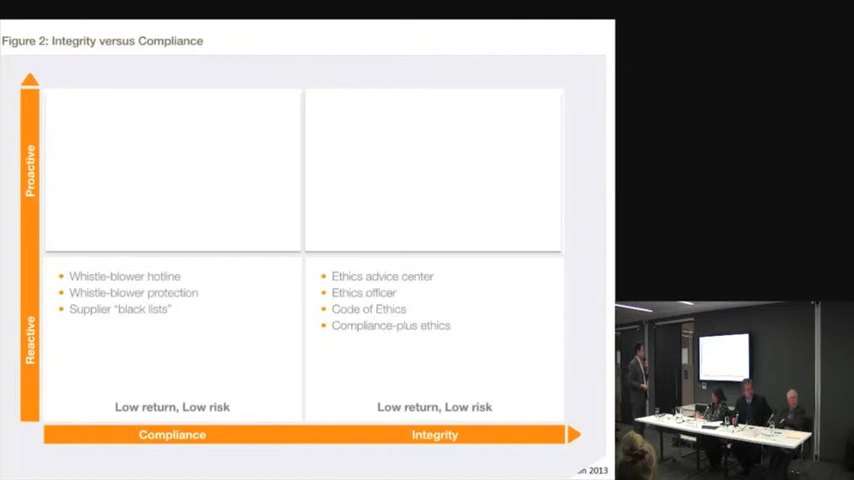 Figure 2: Integrity versus Compliance
Proactive
Reactive
• Whistle-blower hotline
• Whistle-blower protection
• Supplier “black lists”
Low return, Low risk
• Ethics advice center
• Ethics officer
• Code of Ethics
• Compliance-plus ethics
Low return, Low risk
Compliance
Integrity
on 2013